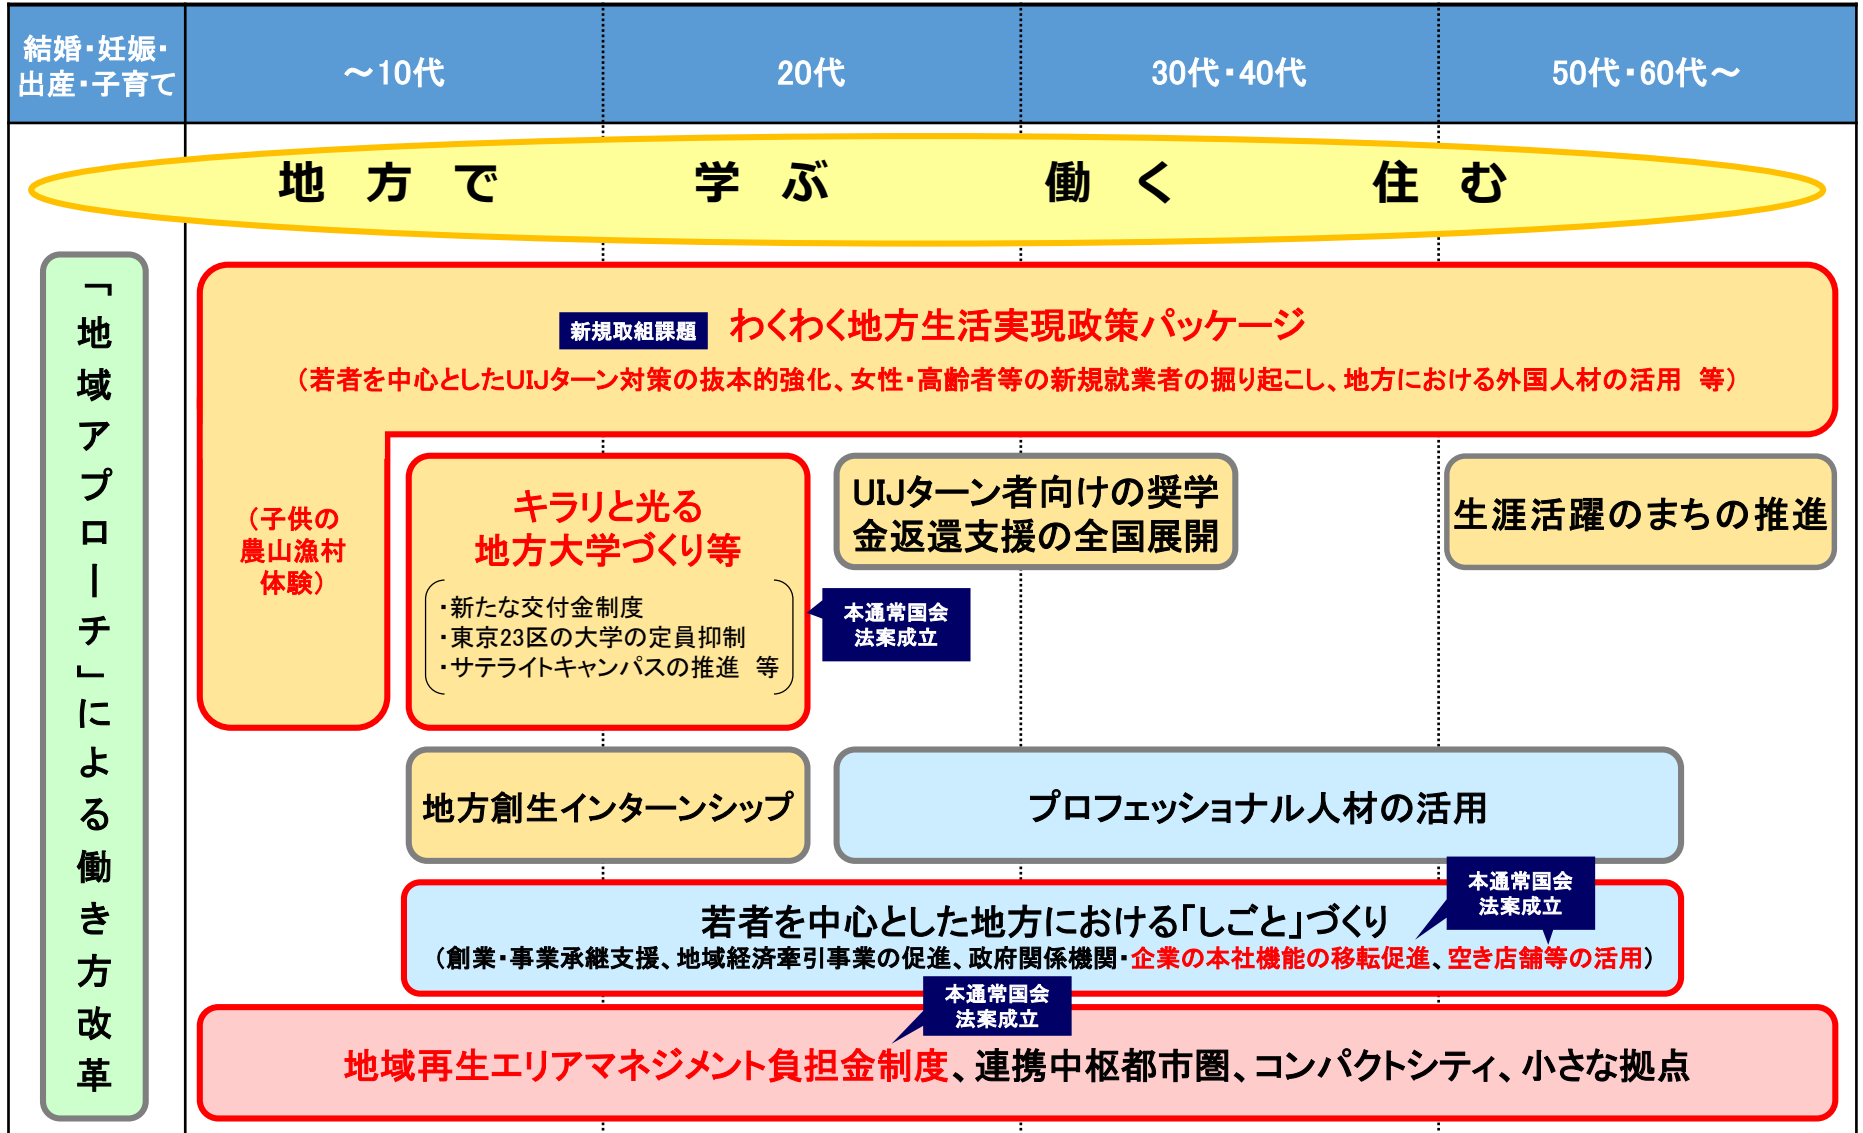 結婚・妊娠・
出産・子育て
～10代
20代
30代・40代
50代・60代～
地方で 学ぶ 働く 住む
「地域アプローチ」による働き方改革
新規取組課題
わくわく地方生活実現政策パッケージ
（若者を中心としたUIJターン対策の抜本的強化、女性・高齢者等の新規就業者の掘り起こし、地方における外国人材の活用　等）
（子供の
農山漁村
体験）
キラリと光る
地方大学づくり等
・新たな交付金制度
・東京23区の大学の定員抑制
・サテライトキャンパスの推進　等
本通常国会
法案成立
UIJターン者向けの奨学
金返還支援の全国展開
生涯活躍のまちの推進
地方創生インターンシップ
プロフェッショナル人材の活用
本通常国会
法案成立
若者を中心とした地方における「しごと」づくり
（創業・事業承継支援、地域経済牽引事業の促進、政府関係機関・企業の本社機能の移転促進、空き店舗等の活用）
本通常国会
法案成立
地域再生エリアマネジメント負担金制度、連携中枢都市圏、コンパクトシティ、小さな拠点